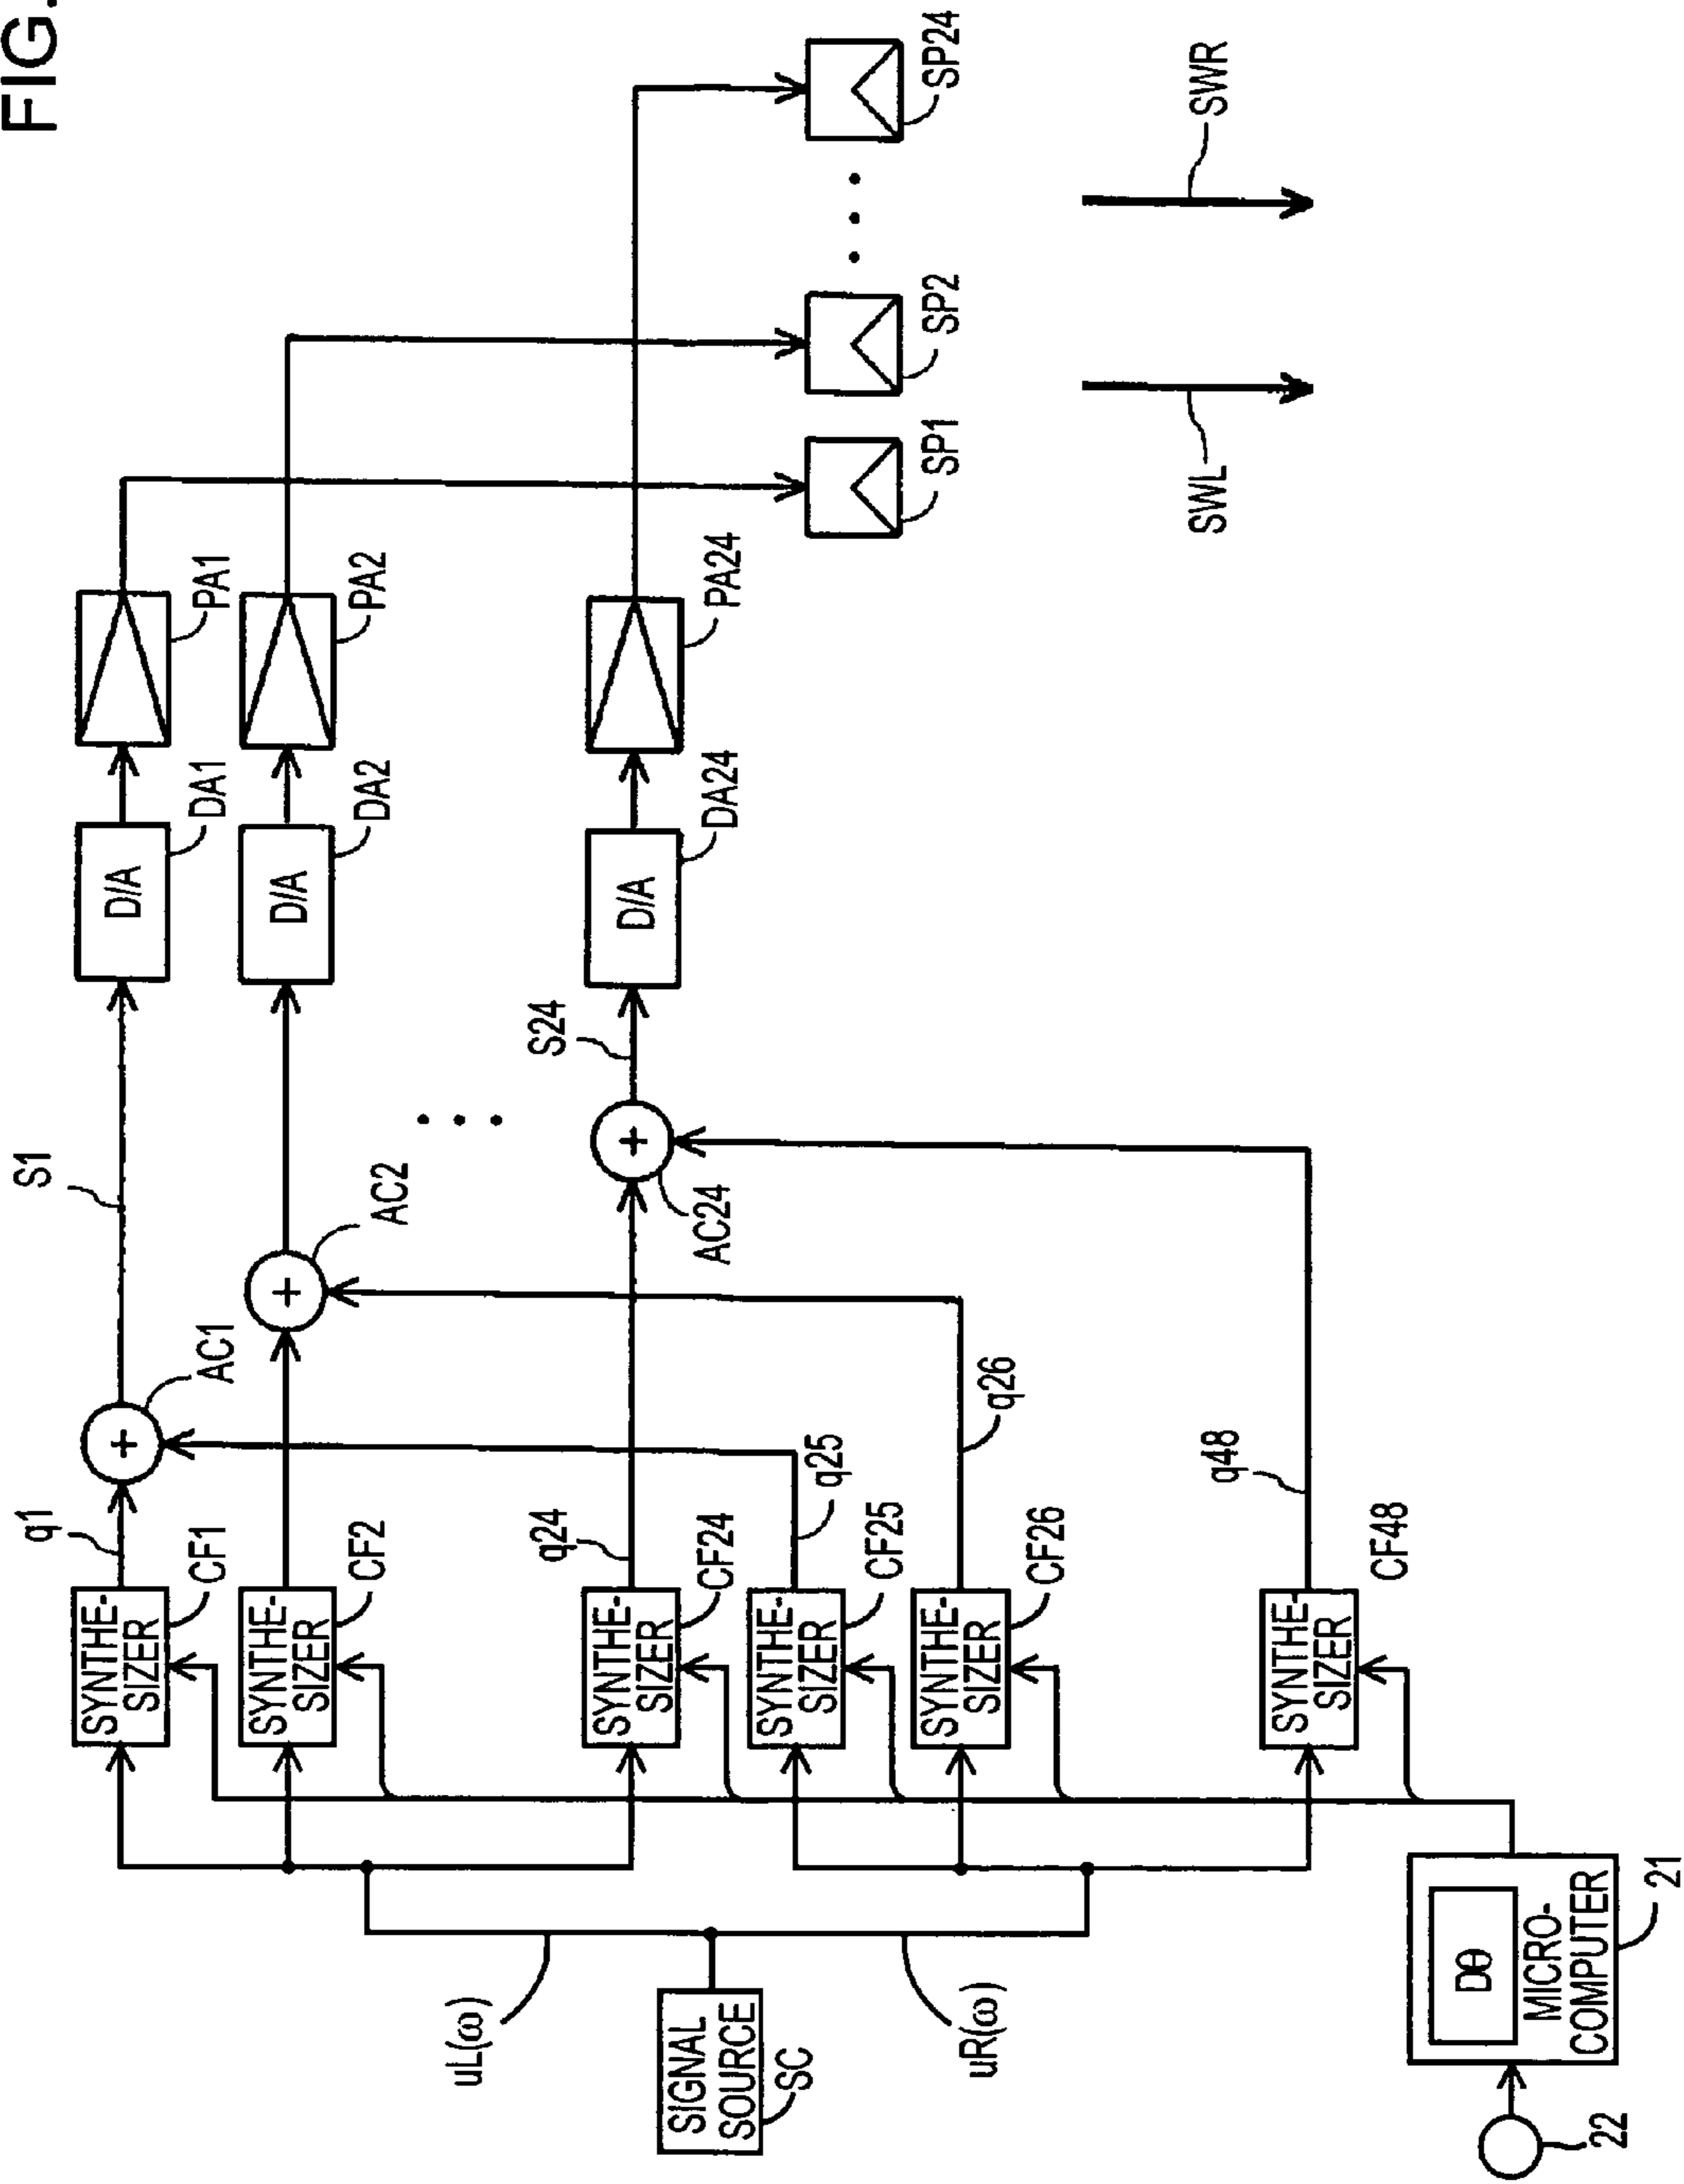 FIG.
q1
S1
SYNTHE-
SIZER
CF1
AC1
D/A
DA1
PA1
SYNTHE-
SIZER
CF2
AC2
D/A
DA2
PA2
q24
SYNTHE-
SIZER
CF24
AC24
S24
D/A
DA24
PA24
SYNTHE-
SIZER
CF25
q25
SYNTHE-
SIZER
CF26
q26
SYNTHE-
SIZER
CF48
q48
SP1
SP2
SP24
SWL
SWR
uL(ω)
SIGNAL
SOURCE
SC
uR(ω)
Dθ
MICRO-
COMPUTER
21
22